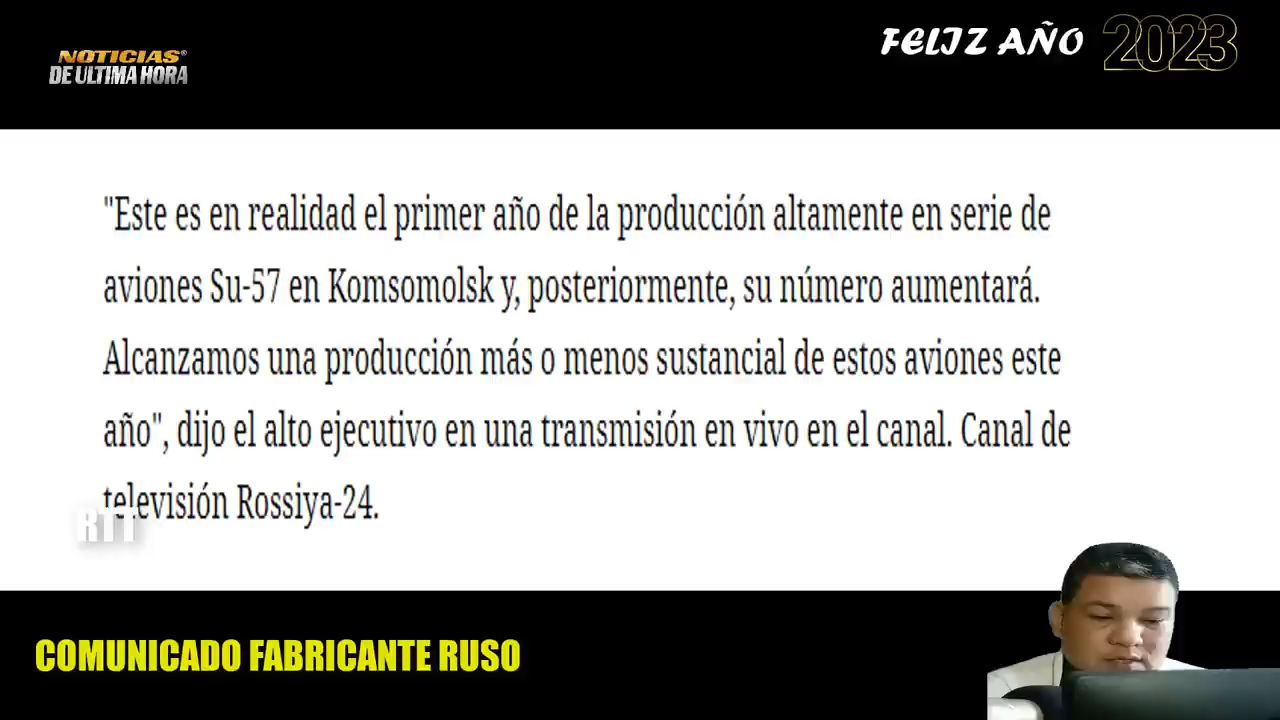 NOTICIAS®
DE ULTIMA HORA
FELIZ AÑO 2023
"Este es en realidad el primer año de la producción altamente en serie de
aviones Su-57 en Komsomolsk y, posteriormente, su número aumentará.
Alcanzamos una producción más o menos sustancial de estos aviones este
año", dijo el alto ejecutivo en una transmisión en vivo en el canal. Canal de
televisión Rossiya-24.
RTT
COMUNICADO FABRICANTE RUSO